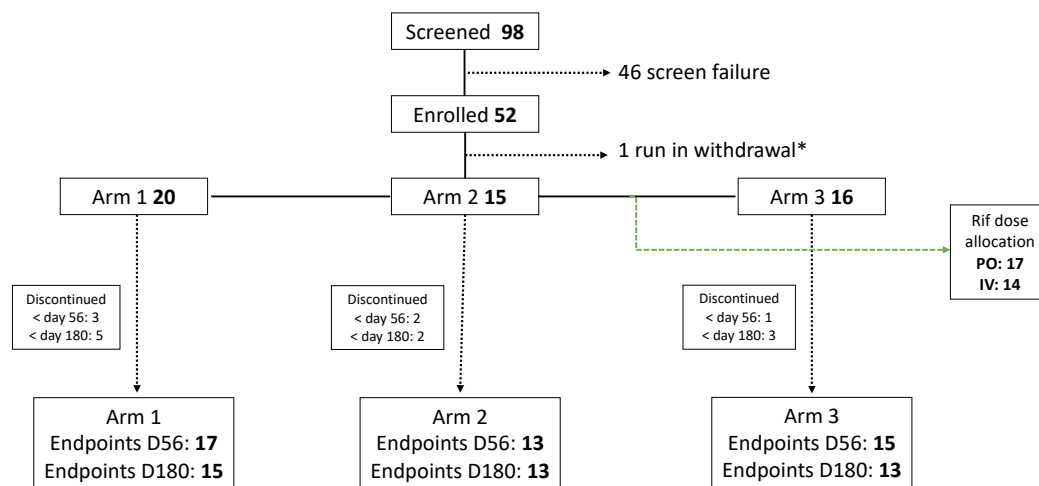 Screened 98
46 screen failure
Enrolled 52
1 run in withdrawal*
Arm 1 20
Arm 2 15
Arm 3 16
Rif dose
allocation
PO: 17
IV: 14
Discontinued
< day 56: 3
< day 180: 5
Discontinued
< day 56: 2
< day 180: 2
Discontinued
< day 56: 1
< day 180: 3
Arm 1
Endpoints D56: 17
Endpoints D180: 15
Arm 2
Endpoints D56: 13
Endpoints D180: 13
Arm 3
Endpoints D56: 15
Endpoints D180: 13